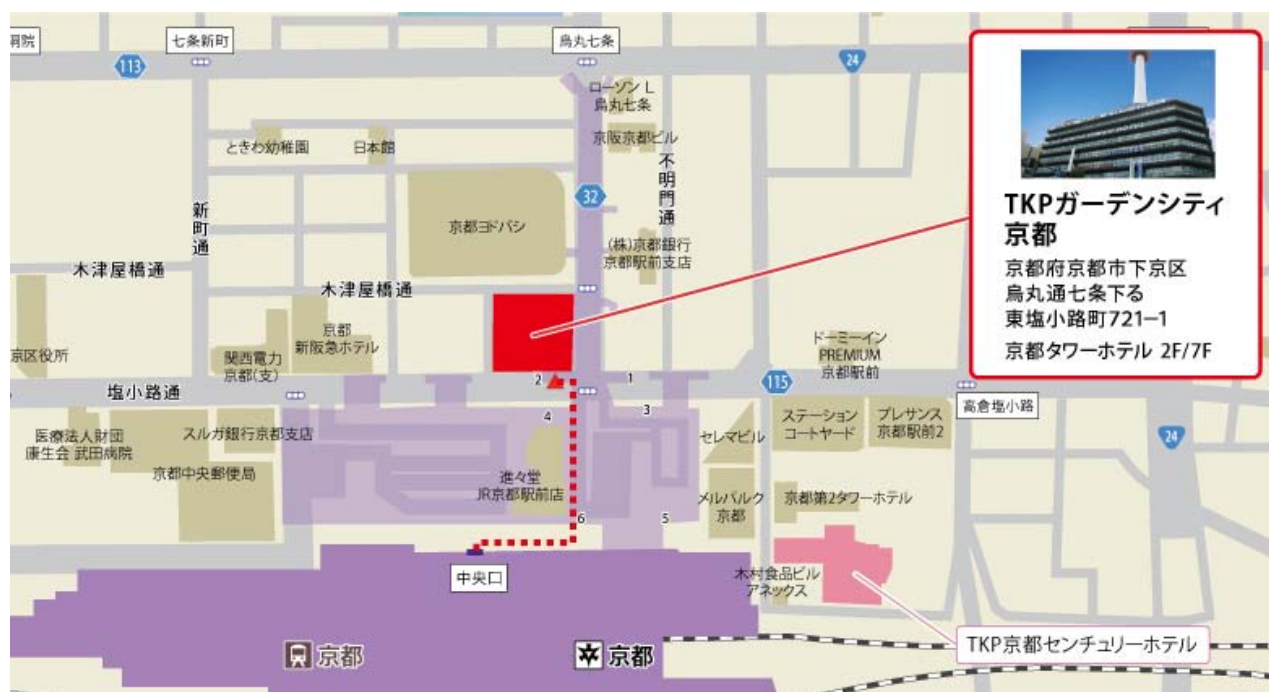 七条新町
烏丸七条
113
24
ローソン L
烏丸七条
京阪京都ビル
ときわ幼稚園
日本館
不明門通
新町通
32
京都ヨドバシ
(株)京都銀行
京都駅前支店
木津屋橋通
木津屋橋通
京都
新阪急ホテル
関西電力
京都(支)
京区役所
塩小路通
2
1
4
3
115
ドーミーイン
PREMIUM
京都駅前
高倉塩小路
24
TKPガーデンシティ
京都
京都府京都市下京区
烏丸通七条下る
東塩小路町721−1
京都タワーホテル 2F/7F
医療法人財団
康生会 武田病院
スルガ銀行京都支店
京都中央郵便局
進々堂
JR京都駅前店
セレマビル
ステーション
コートヤード
プレサンス
京都駅前2
メルパルク
京都
京都第2タワーホテル
6
5
中央口
木村食品ビル
アネックス
TKP京都センチュリーホテル
京都
京都